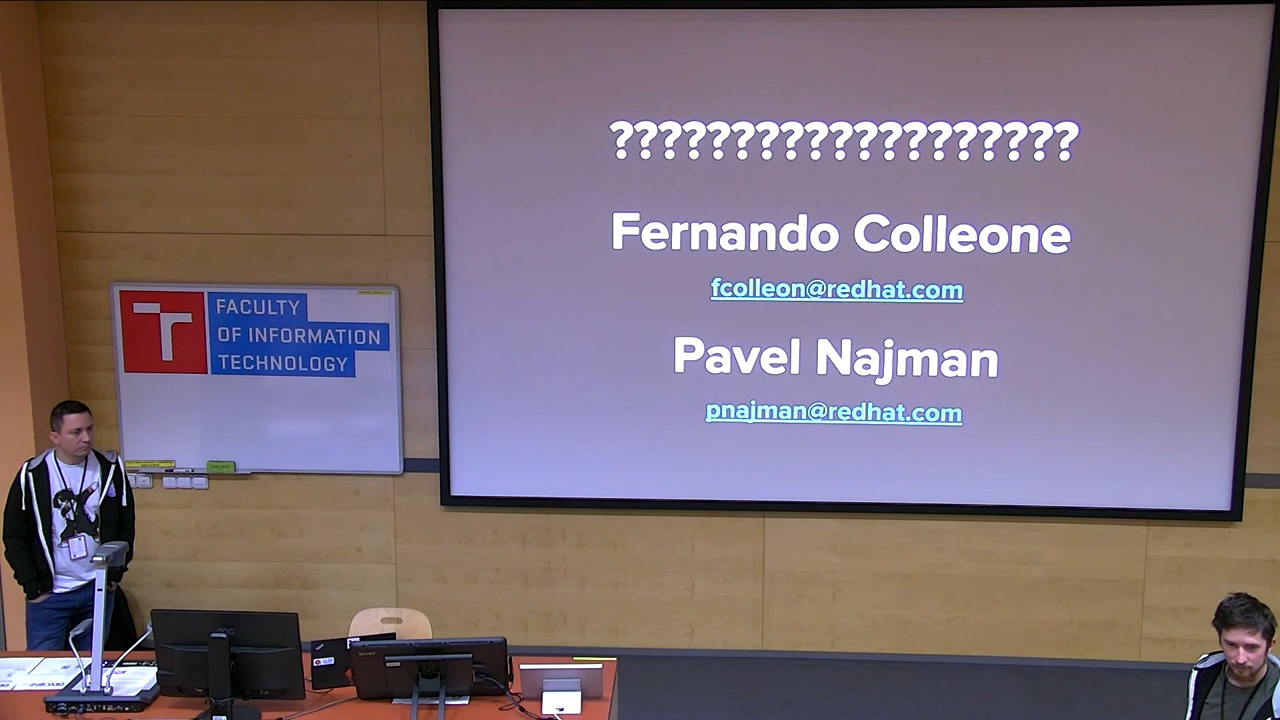 ???????????????????
Fernando Colleone
fcolleon@redhat.com
Pavel Najman
pnajman@redhat.com
FACULTY
OF INFORMATION
TECHNOLOGY